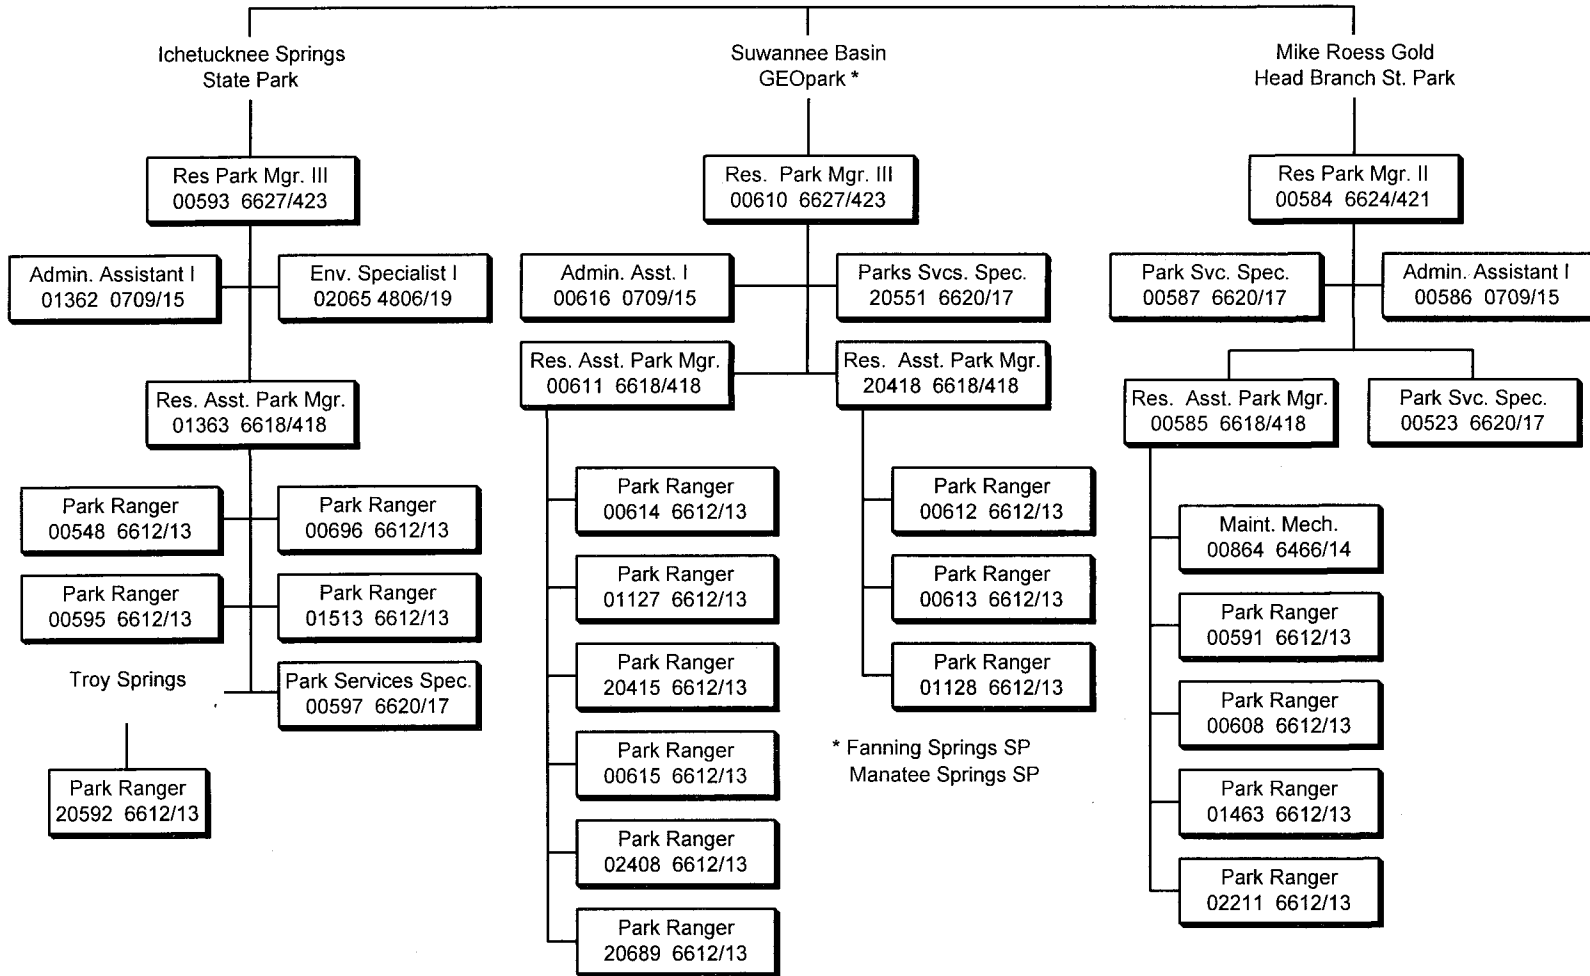 Ichetucknee Springs
State Park
Res Park Mgr. III
00593 6627/423
Admin. Assistant I
01362 0709/15
Env. Specialist I
02065 4806/19
Res. Asst. Park Mgr.
01363 6618/418
Park Ranger
00548 6612/13
Park Ranger
00696 6612/13
Park Ranger
00595 6612/13
Park Ranger
01513 6612/13
Troy Springs
Park Services Spec.
00597 6620/17
Park Ranger
20592 6612/13
Suwannee Basin
GEOpark *
Res. Park Mgr. III
00610 6627/423
Admin. Asst. I
00616 0709/15
Parks Svcs. Spec.
20551 6620/17
Res. Asst. Park Mgr.
00611 6618/418
Res. Asst. Park Mgr.
20418 6618/418
Park Ranger
00614 6612/13
Park Ranger
01127 6612/13
Park Ranger
20415 6612/13
Park Ranger
00615 6612/13
Park Ranger
02408 6612/13
Park Ranger
20689 6612/13
Park Ranger
00612 6612/13
Park Ranger
00613 6612/13
Park Ranger
01128 6612/13
* Fanning Springs SP
Manatee Springs SP
Mike Roess Gold
Head Branch St. Park
Res Park Mgr. II
00584 6624/421
Park Svc. Spec.
00587 6620/17
Admin. Assistant I
00586 0709/15
Res. Asst. Park Mgr.
00585 6618/418
Park Svc. Spec.
00523 6620/17
Maint. Mech.
00864 6466/14
Park Ranger
00591 6612/13
Park Ranger
00608 6612/13
Park Ranger
01463 6612/13
Park Ranger
02211 6612/13